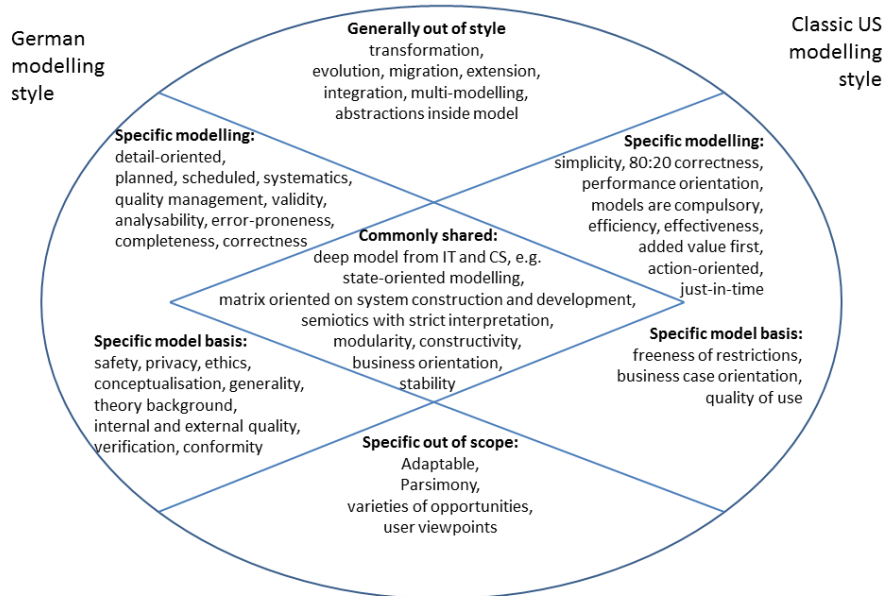 German
modelling
style
Classic US
modelling
style
Generally out of style
transformation,
evolution, migration, extension,
integration, multi-modelling,
abstractions inside model
Specific modelling:
detail-oriented,
planned, scheduled, systematics,
quality management, validity,
analysability, error-proneness,
completeness, correctness
Specific modelling:
simplicity, 80:20 correctness,
performance orientation,
models are compulsory,
efficiency, effectiveness,
added value first,
action-oriented,
just-in-time
Commonly shared:
deep model from IT and CS, e.g.
state-oriented modelling,
matrix oriented on system construction and development,
semiotics with strict interpretation,
modularity, constructivity,
business orientation,
stability
Specific model basis:
safety, privacy, ethics,
conceptualisation, generality,
theory background,
internal and external quality,
verification, conformity
Specific model basis:
freeness of restrictions,
business case orientation,
quality of use
Specific out of scope:
Adaptable,
Parsimony,
varieties of opportunities,
user viewpoints